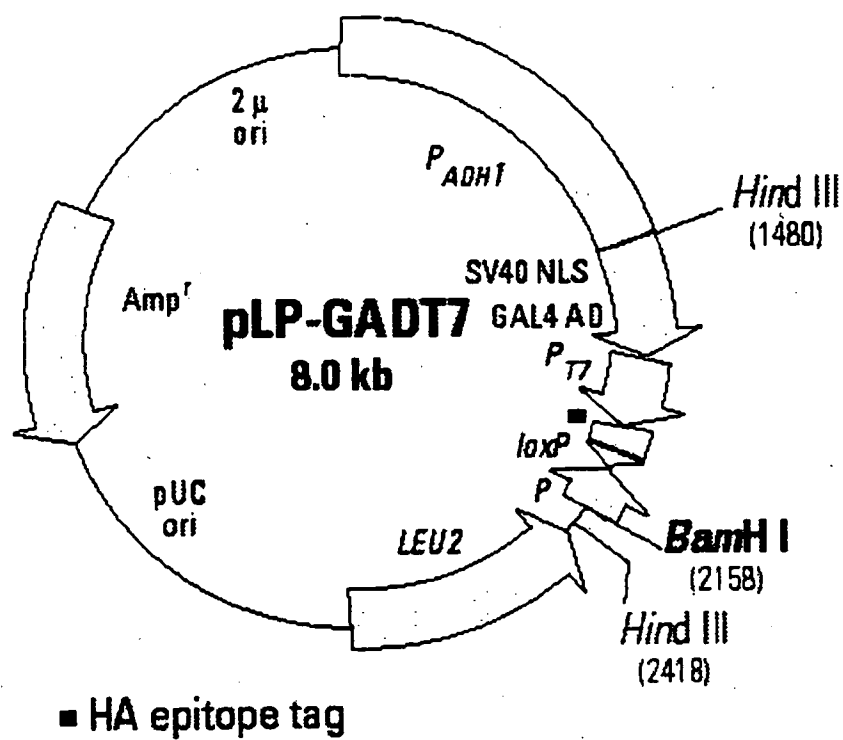 2 μ
ori
P ADH1
Hind III
(1480)
SV40 NLS
GAL4 AD
Amp r
pLP-GADT7
8.0 kb
P T7
loxP
P
pUC
ori
LEU2
BamH I
(2158)
Hind III
(2418)
HA epitope tag